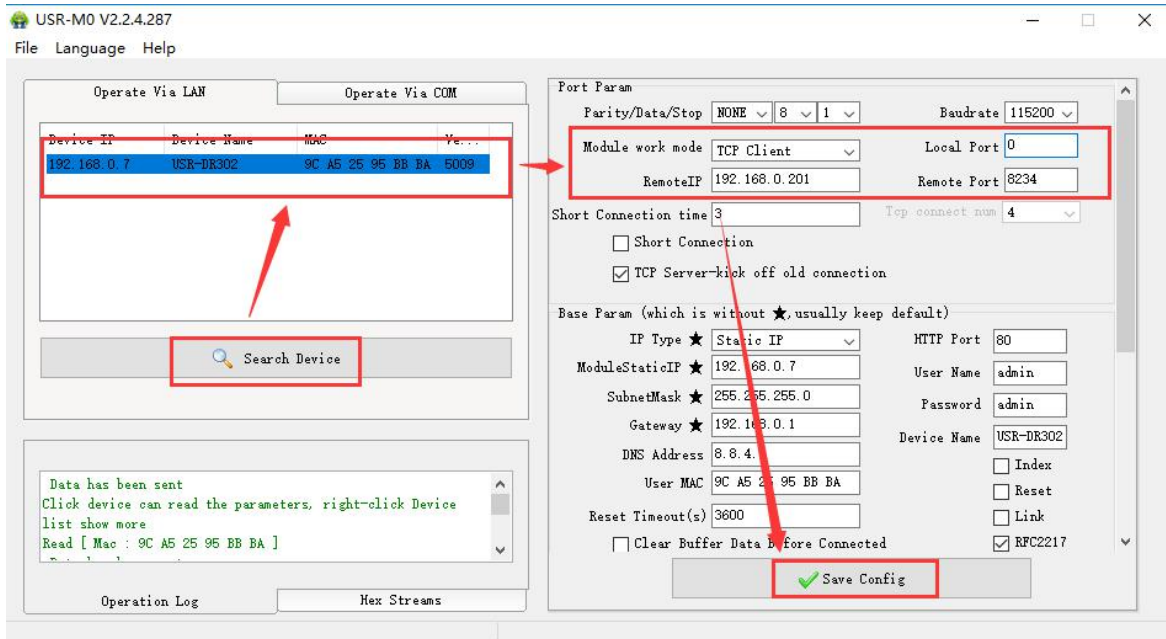 USR-M0 V2.2.4.287
File Language Help
Operate Via LAN Operate Via COM
Device IP Device Name MAC Ve...
192.168.0.7 USR-DR302 9C A5 25 95 BB BA 5009
Search Device
Data has been sent
Click device can read the parameters, right-click Device
list show more
Read [ Mac : 9C A5 25 95 BB BA ]
Operation Log Hex Streams
Port Param
Parity/Data/Stop NONE 8 1 Baudrate 115200
Module work mode TCP Client Local Port 0
RemoteIP 192.168.0.201 Remote Port 8234
Short Connection time 3 Tcp connect num 4
Short Connection
TCP Server-kick off old connection
Base Param (which is without ★,usually keep default)
IP Type ★ Static IP HTTP Port 80
ModuleStaticIP ★ 192.168.0.7 User Name admin
SubnetMask ★ 255.255.255.0 Password admin
Gateway ★ 192.168.0.1 Device Name USR-DR302
DNS Address 8.8.4. Index
User MAC 9C A5 25 95 BB BA Reset
Reset Timeout(s) 3600 Link
Clear Buffer Data Before Connected RFC2217
Save Config